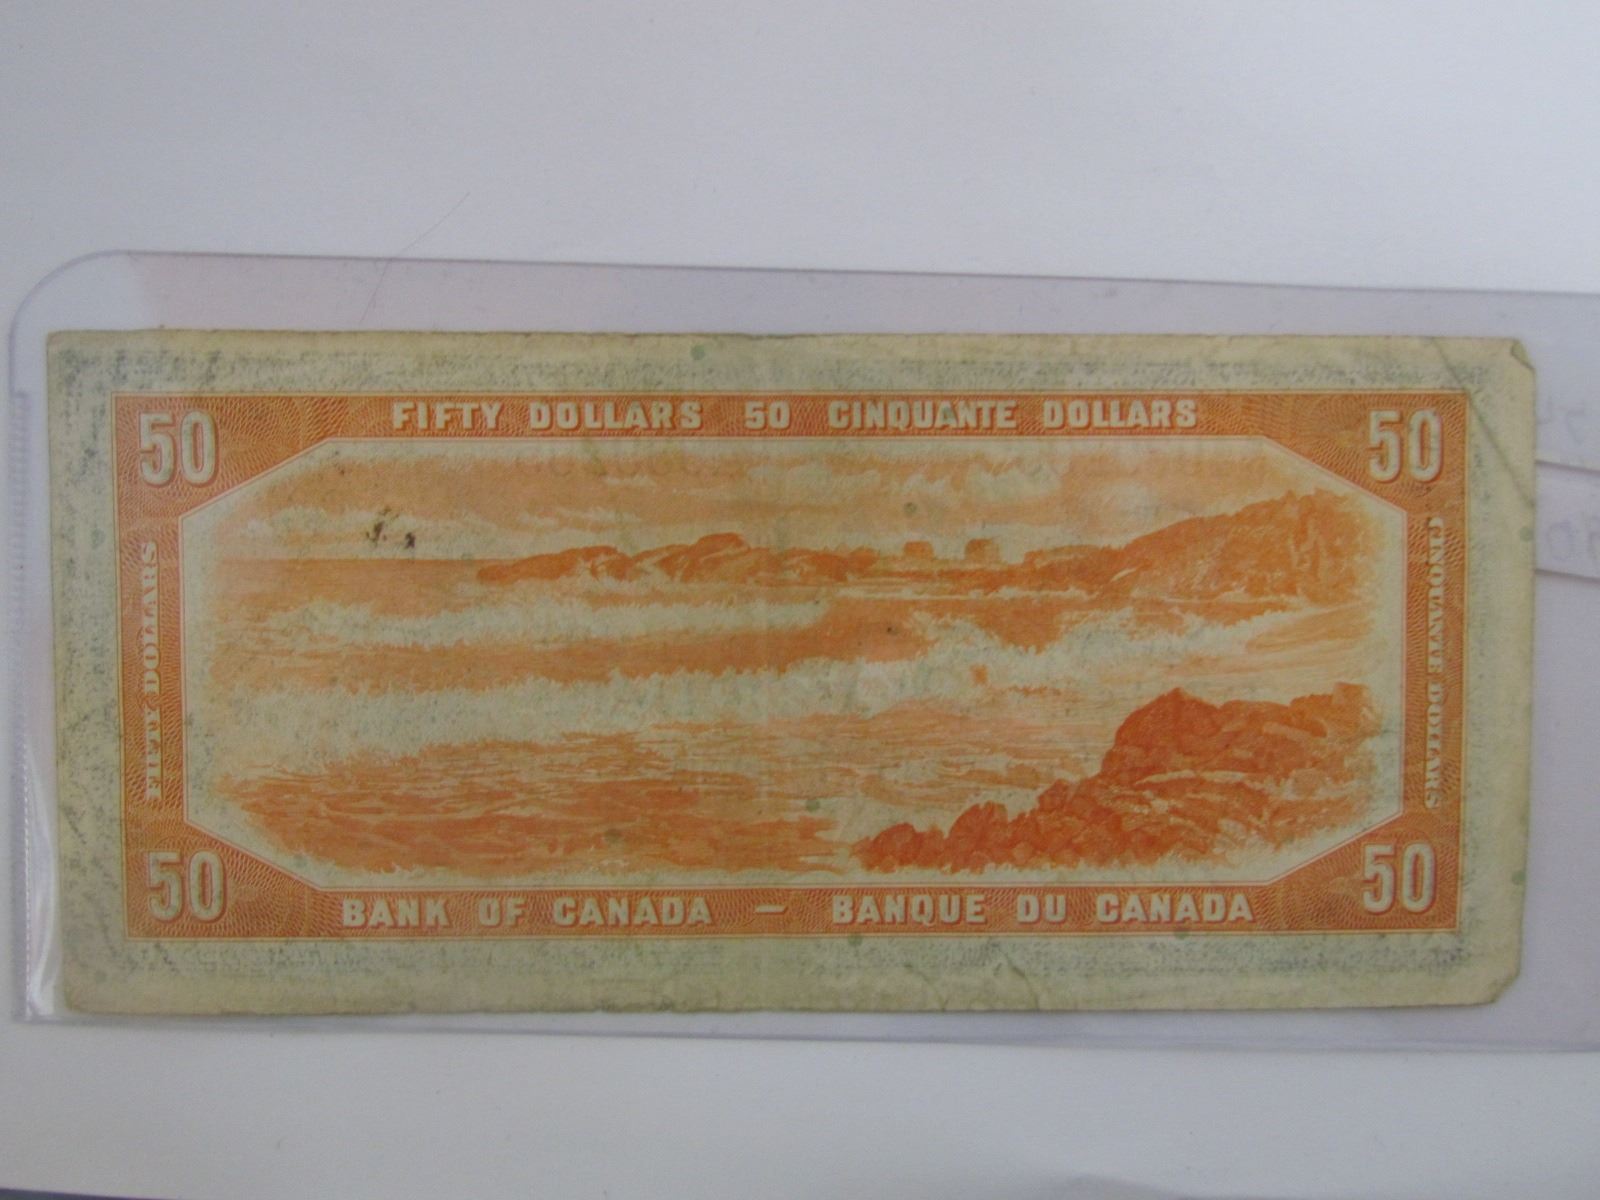 FIFTY DOLLARS 50 CINQUANTE DOLLARS
50
50
FIFTY DOLLARS
CINQUANTE DOLLARS
50
50
BANK OF CANADA — BANQUE DU CANADA